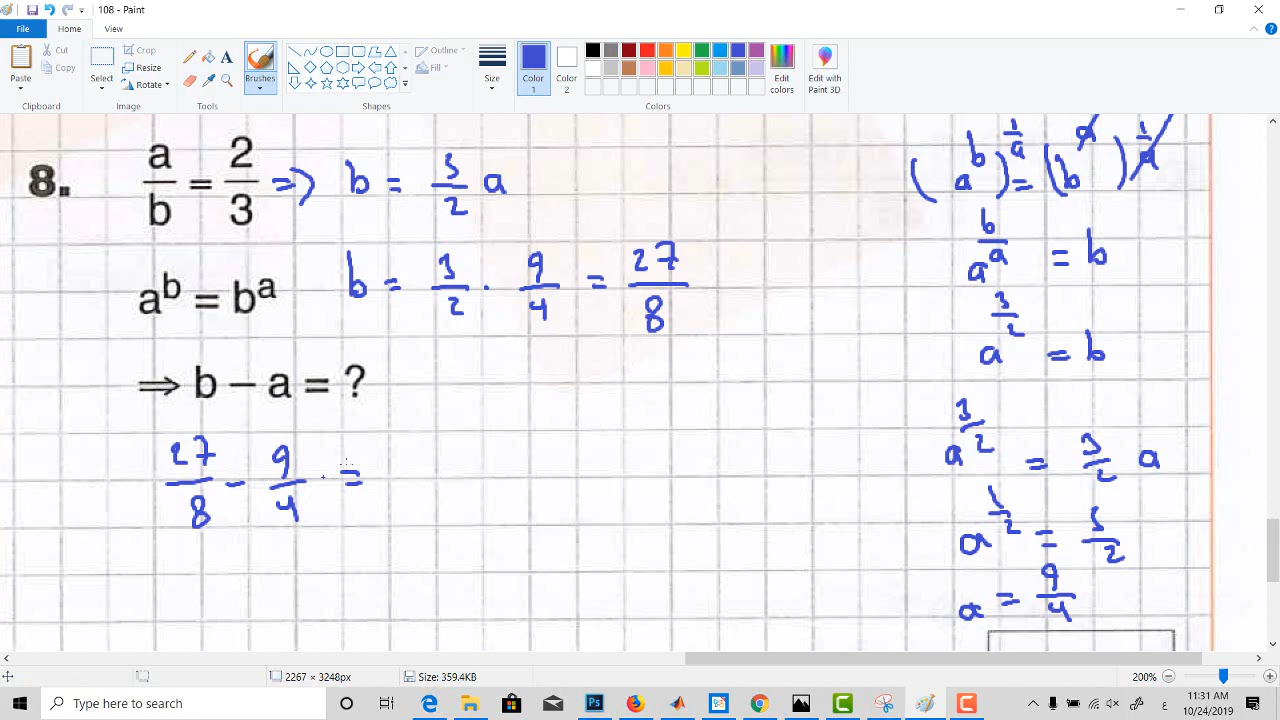 108 - Paint
File Home View
Paste
Cut
Copy
Clipboard
Select
Crop
Resize
Rotate
Image
Tools
Brushes
Outline
Fill
Shapes
Size
Color 1
Color 2
Edit colors
Colors
Edit with Paint 3D
8. a/b = 2/3 => b = 3/2 a
b = 3/2 · 9/4 = 27/8
a^b = b^a
⇒ b − a = ?
27/8 - 9/4 =
(a^b)^(1/a) = (b^a)^(1/a)
a^(b/a) = b
a^(3/2) = b
a^(3/2) = 3/2 a
a^(1/2) = 3/2
a = 9/4
2267 × 3248px
Size: 359.4KB
200%
Type here to search
11:31 AM
10/24/2019